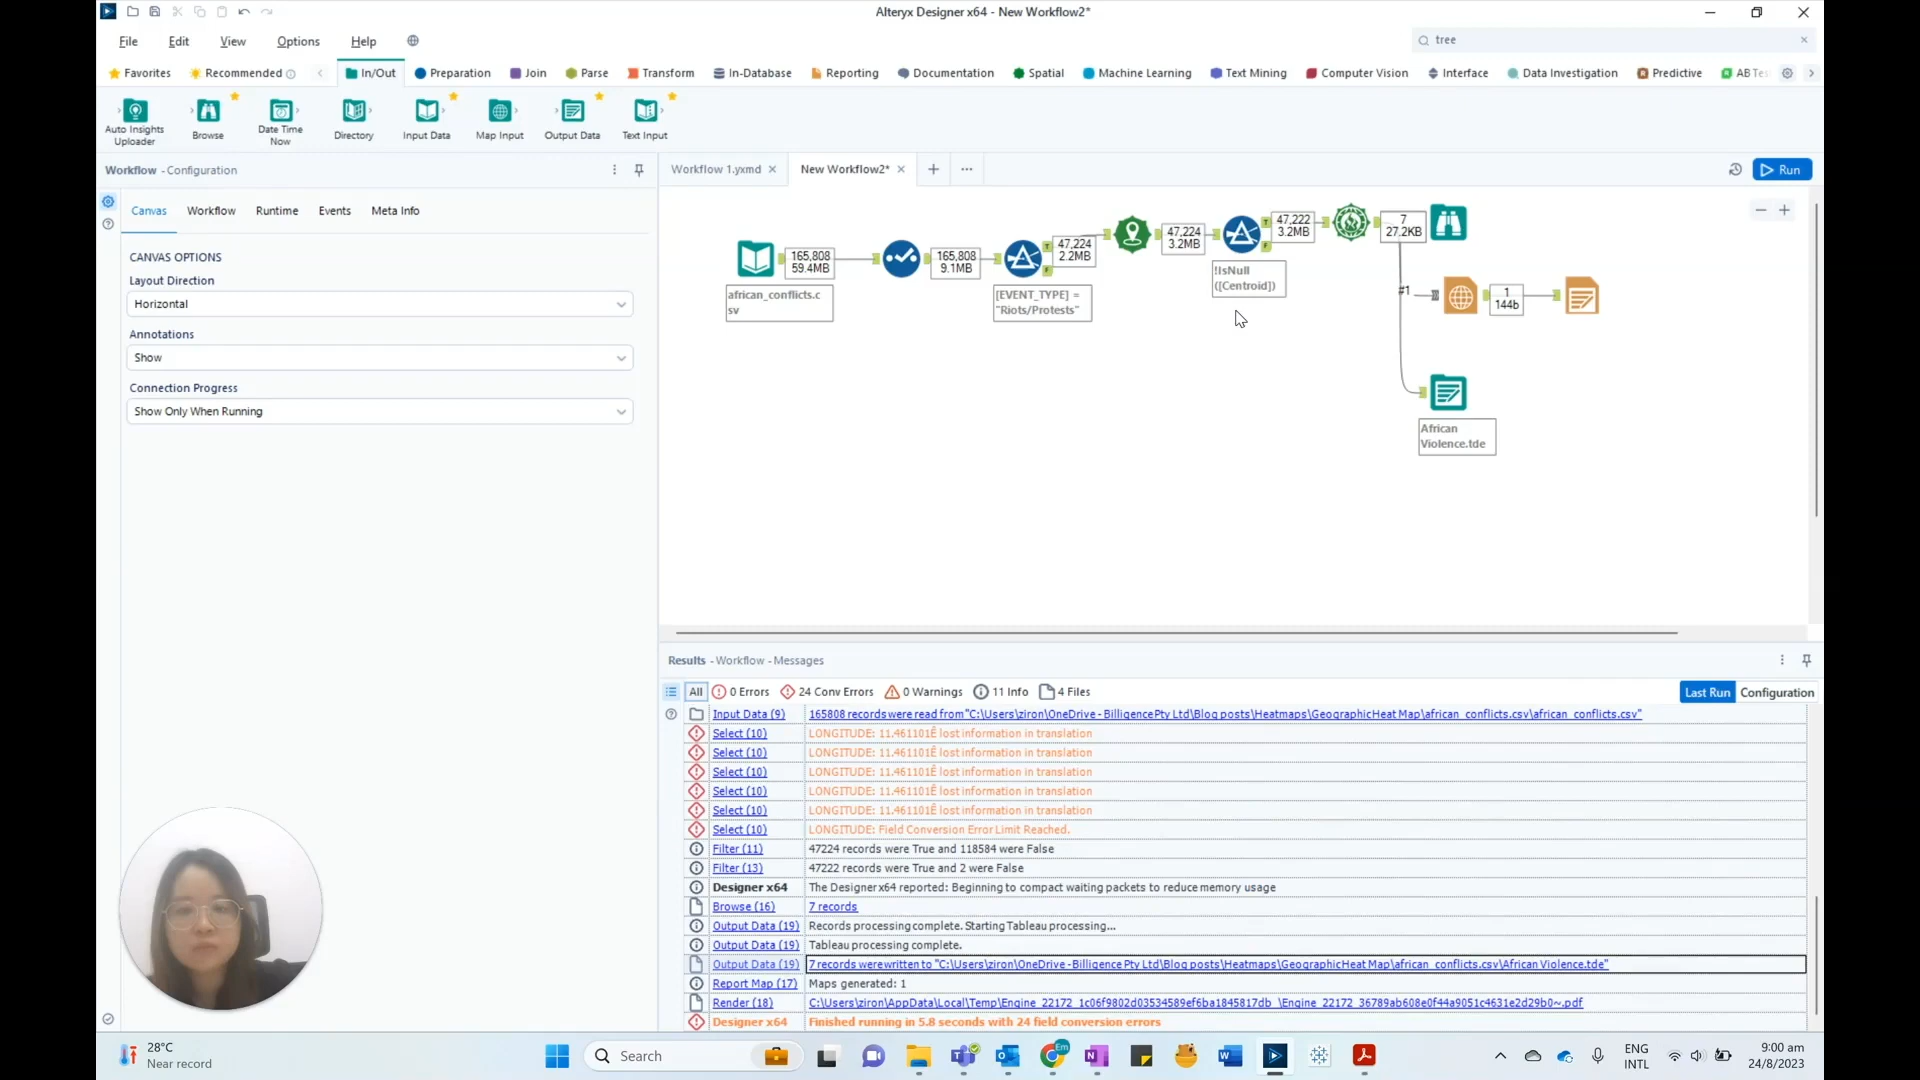 Alteryx Designer x64 - New Workflow2*
File Edit View Options Help
tree
Favorites Recommended In/Out Preparation Join Parse Transform In-Database Reporting Documentation Spatial Machine Learning Text Mining Computer Vision Interface Data Investigation Predictive AB Tes
Auto Insights
Uploader
Browse
Date Time
Now
Directory
Input Data
Map Input
Output Data
Text Input
Workflow - Configuration
Workflow 1.yxmd New Workflow2* Run
Canvas Workflow Runtime Events Meta Info
CANVAS OPTIONS
Layout Direction
Horizontal
Annotations
Show
Connection Progress
Show Only When Running
165,808
59.4MB
african_conflicts.c
sv
165,808
9.1MB
[EVENT_TYPE] =
"Riots/Protests"
T
F
47,224
2.2MB
47,224
3.2MB
!IsNull
([Centroid])
T
F
47,222
3.2MB
7
27.2KB
#1
1
144b
African
Violence.tde
Results - Workflow - Messages
All 0 Errors 24 Conv Errors 0 Warnings 11 Info 4 Files Last Run Configuration
Input Data (9) 165808 records were read from "C:\Users\ziron\OneDrive - Billigence Pty Ltd\Blog posts\Heatmaps\Geographic Heat Map\african_conflicts.csv\african_conflicts.csv"
Select (10) LONGITUDE: 11.461101Ê lost information in translation
Select (10) LONGITUDE: 11.461101Ê lost information in translation
Select (10) LONGITUDE: 11.461101Ê lost information in translation
Select (10) LONGITUDE: 11.461101Ê lost information in translation
Select (10) LONGITUDE: 11.461101Ê lost information in translation
Select (10) LONGITUDE: Field Conversion Error Limit Reached.
Filter (11) 47224 records were True and 118584 were False
Filter (13) 47222 records were True and 2 were False
Designer x64 The Designer x64 reported: Beginning to compact waiting packets to reduce memory usage
Browse (16) 7 records
Output Data (19) Records processing complete. Starting Tableau processing...
Output Data (19) Tableau processing complete.
Output Data (19) 7 records were written to "C:\Users\ziron\OneDrive - Billigence Pty Ltd\Blog posts\Heatmaps\Geographic Heat Map\african_conflicts.csv\African Violence.tde"
Report Map (17) Maps generated: 1
Render (18) C:\Users\ziron\AppData\Local\Temp\Engine_22172_1c06f9802d03534589ef6ba1845817db_\Engine_22172_36789ab608e0f44a9051c4631e2d29b0~.pdf
Designer x64 Finished running in 5.8 seconds with 24 field conversion errors
28°C
Near record
Search
Em
ENG
INTL
9:00 am
24/8/2023